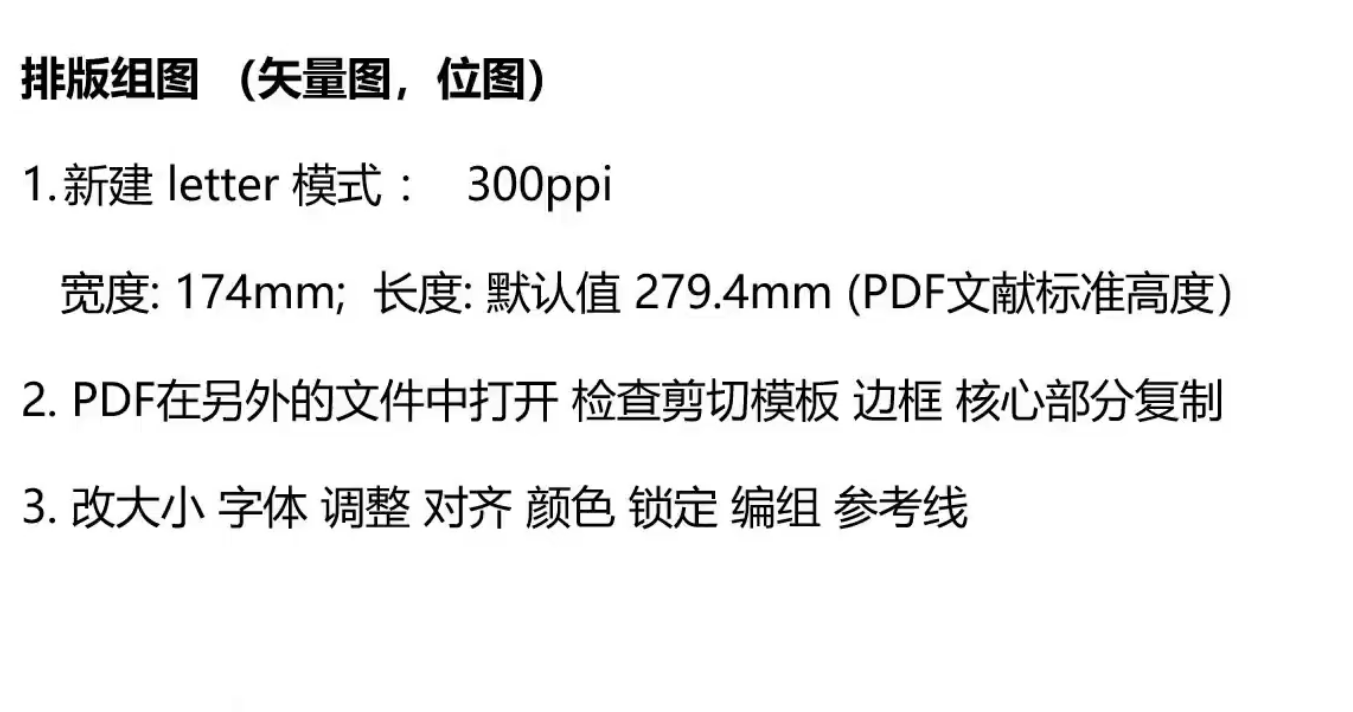 排版组图 （矢量图，位图）
1.新建 letter 模式： 300ppi
宽度: 174mm; 长度: 默认值 279.4mm (PDF文献标准高度）
2. PDF在另外的文件中打开 检查剪切模板 边框 核心部分复制
3. 改大小 字体 调整 对齐 颜色 锁定 编组 参考线